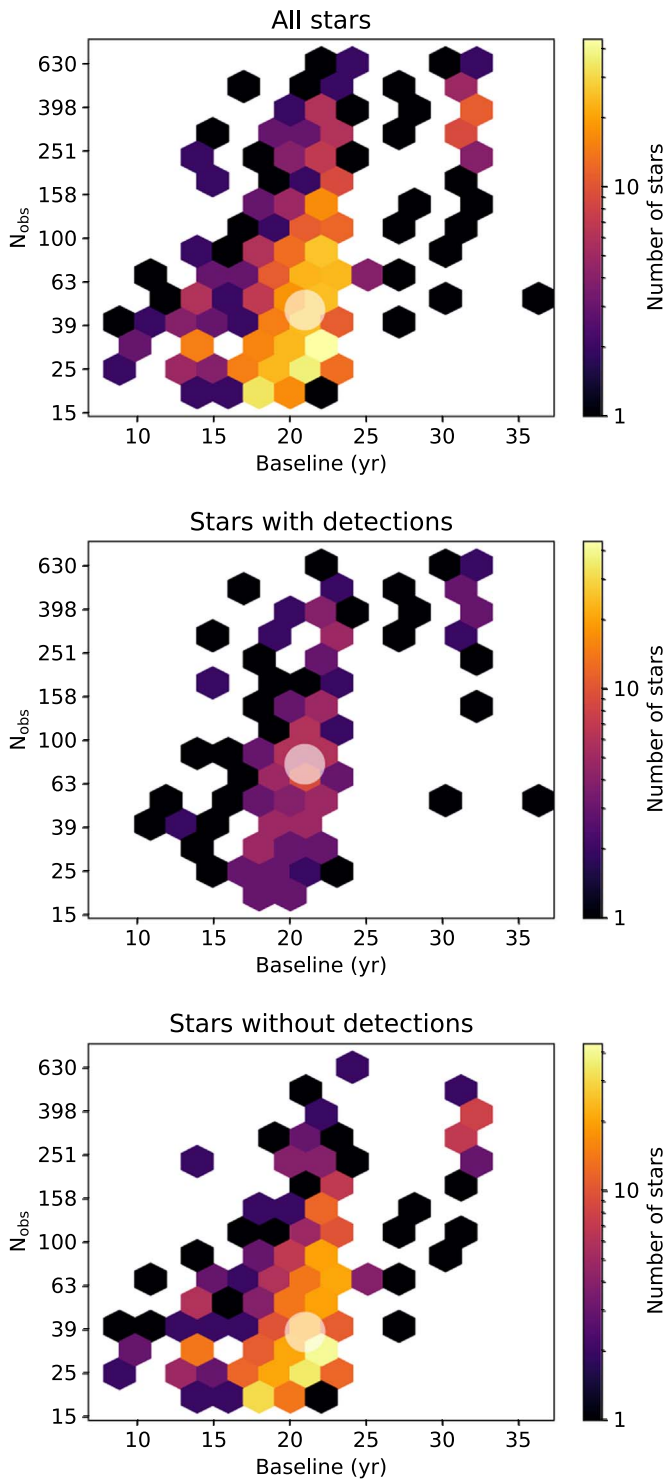 All stars
630
398
251
158
100
63
39
25
15
N_obs
10 15 20 25 30 35
Baseline (yr)
10
1
Number of stars
Stars with detections
630
398
251
158
100
63
39
25
15
N_obs
10 15 20 25 30 35
Baseline (yr)
10
1
Number of stars
Stars without detections
630
398
251
158
100
63
39
25
15
N_obs
10 15 20 25 30 35
Baseline (yr)
10
1
Number of stars